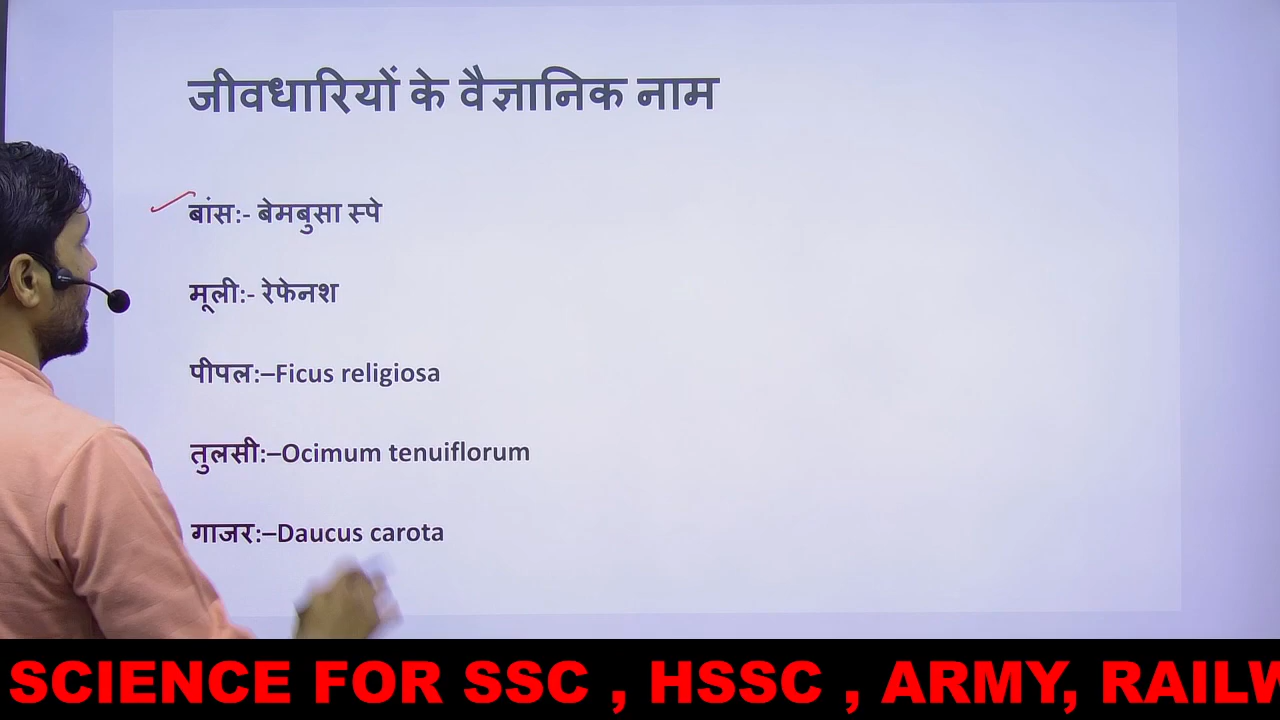 जीवधारियों के वैज्ञानिक नाम
बांस:- बेमबुसा स्पे
मूली:- रेफेनश
पीपल:–Ficus religiosa
तुलसी:–Ocimum tenuiflorum
गाजर:–Daucus carota
SCIENCE FOR SSC , HSSC , ARMY, RAILW